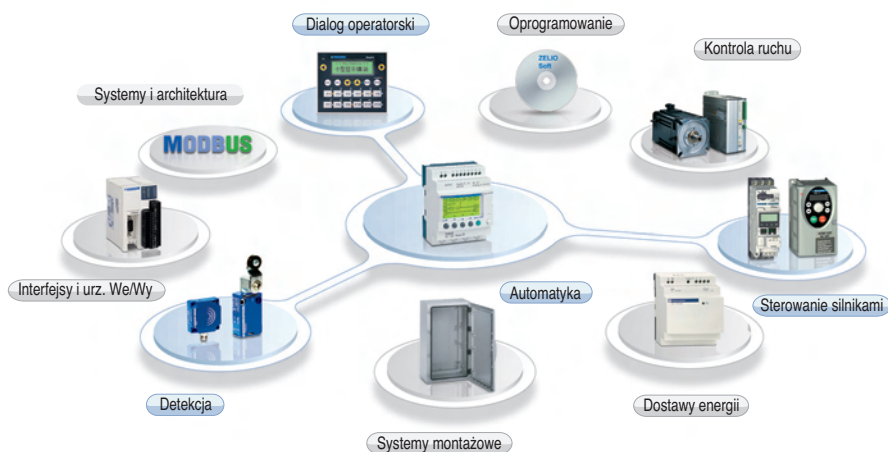 Dialog operatorski
Oprogramowanie
Kontrola ruchu
ZELIO
Soft
Systemy i architektura
MODBUS
Interfejsy i urz. We/Wy
Automatyka
Sterowanie silnikami
Detekcja
Dostawy energii
Systemy montażowe